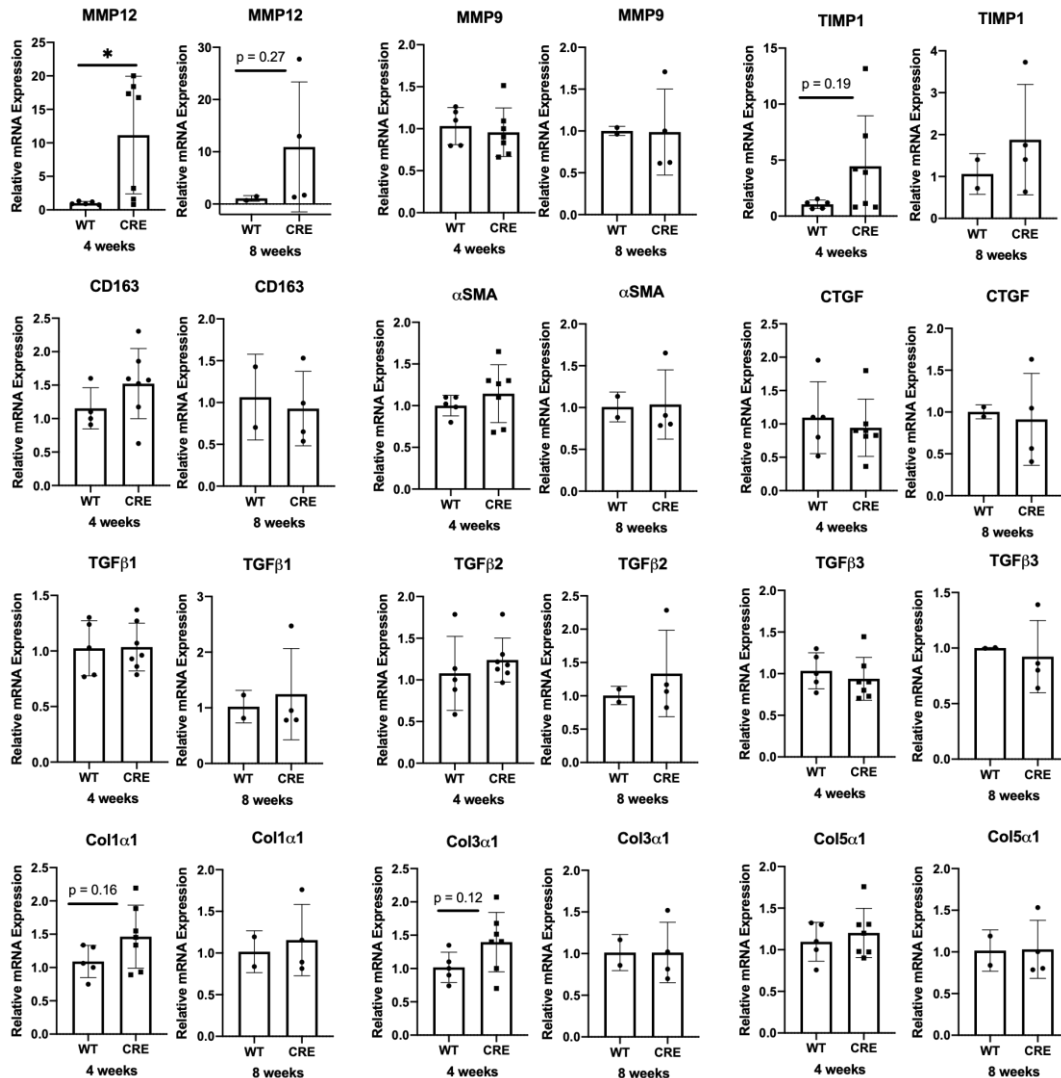 MMP12
Relative mRNA Expression
25
20
15
10
5
0
*
WT CRE
4 weeks
MMP12
Relative mRNA Expression
30
20
10
0
p = 0.27
WT CRE
8 weeks
MMP9
Relative mRNA Expression
2.0
1.5
1.0
0.5
0.0
WT CRE
4 weeks
MMP9
Relative mRNA Expression
2.0
1.5
1.0
0.5
0.0
WT CRE
8 weeks
TIMP1
Relative mRNA Expression
15
10
5
0
p = 0.19
WT CRE
4 weeks
TIMP1
Relative mRNA Expression
4
3
2
1
0
WT CRE
8 weeks
CD163
Relative mRNA Expression
2.5
2.0
1.5
1.0
0.5
0.0
WT CRE
4 weeks
CD163
Relative mRNA Expression
2.0
1.5
1.0
0.5
0.0
WT CRE
8 weeks
αSMA
Relative mRNA Expression
2.0
1.5
1.0
0.5
0.0
WT CRE
4 weeks
αSMA
Relative mRNA Expression
2.0
1.5
1.0
0.5
0.0
WT CRE
8 weeks
CTGF
Relative mRNA Expression
2.5
2.0
1.5
1.0
0.5
0.0
WT CRE
4 weeks
CTGF
Relative mRNA Expression
2.0
1.5
1.0
0.5
0.0
WT CRE
8 weeks
TGFβ1
Relative mRNA Expression
1.5
1.0
0.5
0.0
WT CRE
4 weeks
TGFβ1
Relative mRNA Expression
3
2
1
0
WT CRE
8 weeks
TGFβ2
Relative mRNA Expression
2.0
1.5
1.0
0.5
0.0
WT CRE
4 weeks
TGFβ2
Relative mRNA Expression
2.5
2.0
1.5
1.0
0.5
0.0
WT CRE
8 weeks
TGFβ3
Relative mRNA Expression
2.0
1.5
1.0
0.5
0.0
WT CRE
4 weeks
TGFβ3
Relative mRNA Expression
1.5
1.0
0.5
0.0
WT CRE
8 weeks
Col1α1
Relative mRNA Expression
2.5
2.0
1.5
1.0
0.5
0.0
p = 0.16
WT CRE
4 weeks
Col1α1
Relative mRNA Expression
2.0
1.5
1.0
0.5
0.0
WT CRE
8 weeks
Col3α1
Relative mRNA Expression
2.5
2.0
1.5
1.0
0.5
0.0
p = 0.12
WT CRE
4 weeks
Col3α1
Relative mRNA Expression
2.0
1.5
1.0
0.5
0.0
WT CRE
8 weeks
Col5α1
Relative mRNA Expression
2.0
1.5
1.0
0.5
0.0
WT CRE
4 weeks
Col5α1
Relative mRNA Expression
2.0
1.5
1.0
0.5
0.0
WT CRE
8 weeks